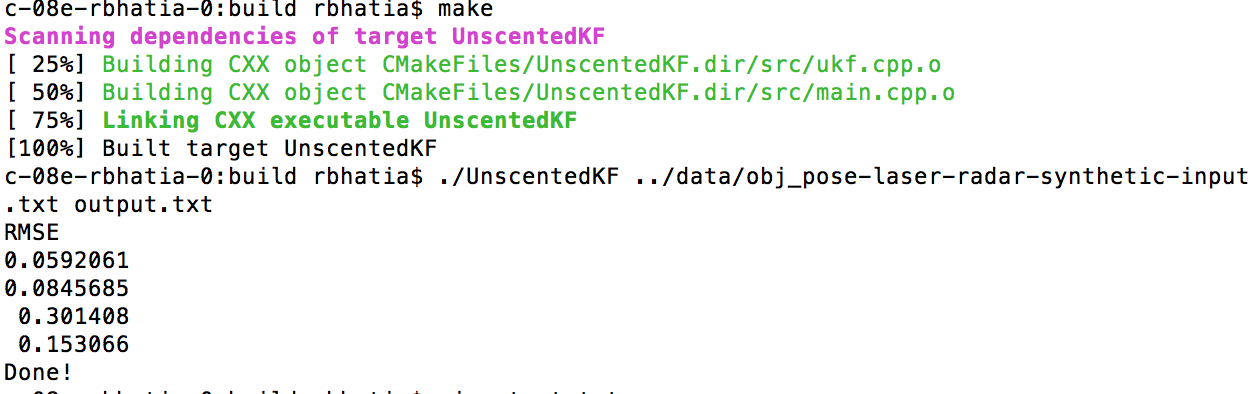 c-08e-rbhatia-0:build rbhatia$ make
Scanning dependencies of target UnscentedKF
[ 25%] Building CXX object CMakeFiles/UnscentedKF.dir/src/ukf.cpp.o
[ 50%] Building CXX object CMakeFiles/UnscentedKF.dir/src/main.cpp.o
[ 75%] Linking CXX executable UnscentedKF
[100%] Built target UnscentedKF
c-08e-rbhatia-0:build rbhatia$ ./UnscentedKF ../data/obj_pose-laser-radar-synthetic-input
.txt output.txt
RMSE
0.0592061
0.0845685
0.301408
0.153066
Done!